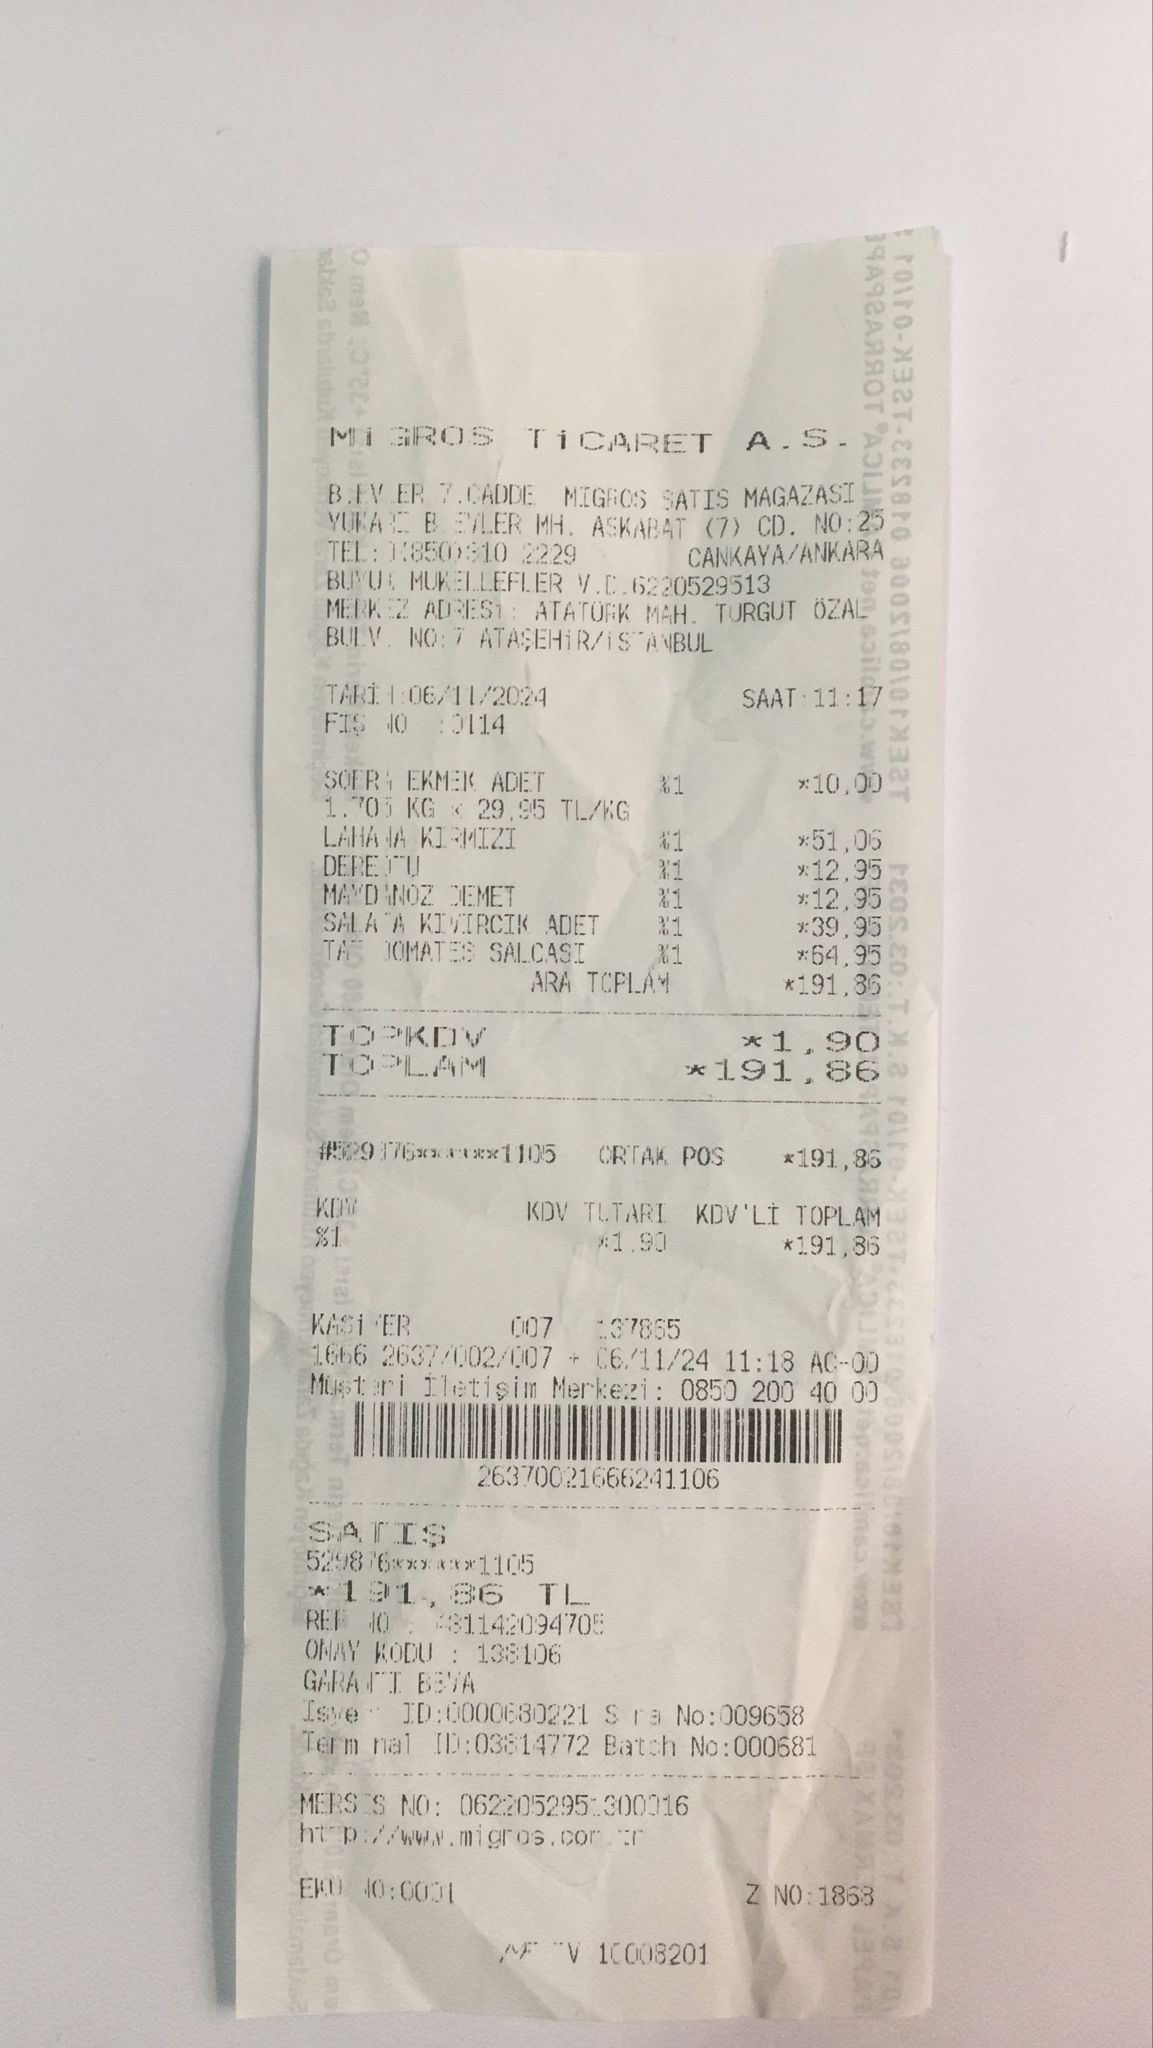 MİGROS TİCARET A.S.
B.EVLER 7.CADDE MIGROS SATIS MAGAZASI
YUKARI B.EVLER MH. ASKABAT (7) CD. NO:25
TEL:0(850)310 2229 CANKAYA/ANKARA
BUYUK MUKELLEFLER V.D.6220529513
MERKEZ ADRESİ: ATATÜRK MAH. TURGUT ÖZAL
BULV. NO:7 ATAŞEHİR/İSTANBUL
TARİH:06/11/2024 SAAT:11:17
FIŞ NO :0114
SOFRA EKMEK ADET %1 *10,00
1.705 KG x 29,95 TL/KG
LAHANA KIRMIZI %1 *51,06
DEREOTU %1 *12,95
MAYDANOZ DEMET %1 *12,95
SALATA KIVIRCIK ADET %1 *39,95
TAT DOMATES SALCASI %1 *64,95
ARA TOPLAM *191,86
TOPKDV *1,90
TOPLAM *191,86
#529876******1105 ORTAK POS *191,86
KDV KDV TUTARI KDV'Lİ TOPLAM
%1 *1,90 *191,86
KASİYER 007 137865
1666 2637/002/007 + 06/11/24 11:18 AC-00
Müşteri İletişim Merkezi: 0850 200 40 00
26370021666241106
SATIŞ
529876******1105
*191,86 TL
REF NO : 431142094705
ONAY KODU : 138106
GARANTI BBVA
Isyeri ID:0000680221 Sıra No:009658
Terminal ID:03814772 Batch No:000681
MERSIS NO: 0622052951300016
http://www.migros.com.tr
EKÜ NO:0001 Z NO:1868
10008201